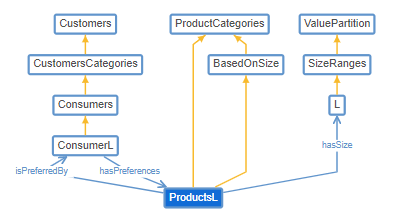 Customers
ProductCategories
ValuePartition
CustomersCategories
BasedOnSize
SizeRanges
Consumers
L
ConsumerL
hasSize
isPreferredBy
hasPreferences
ProductsL